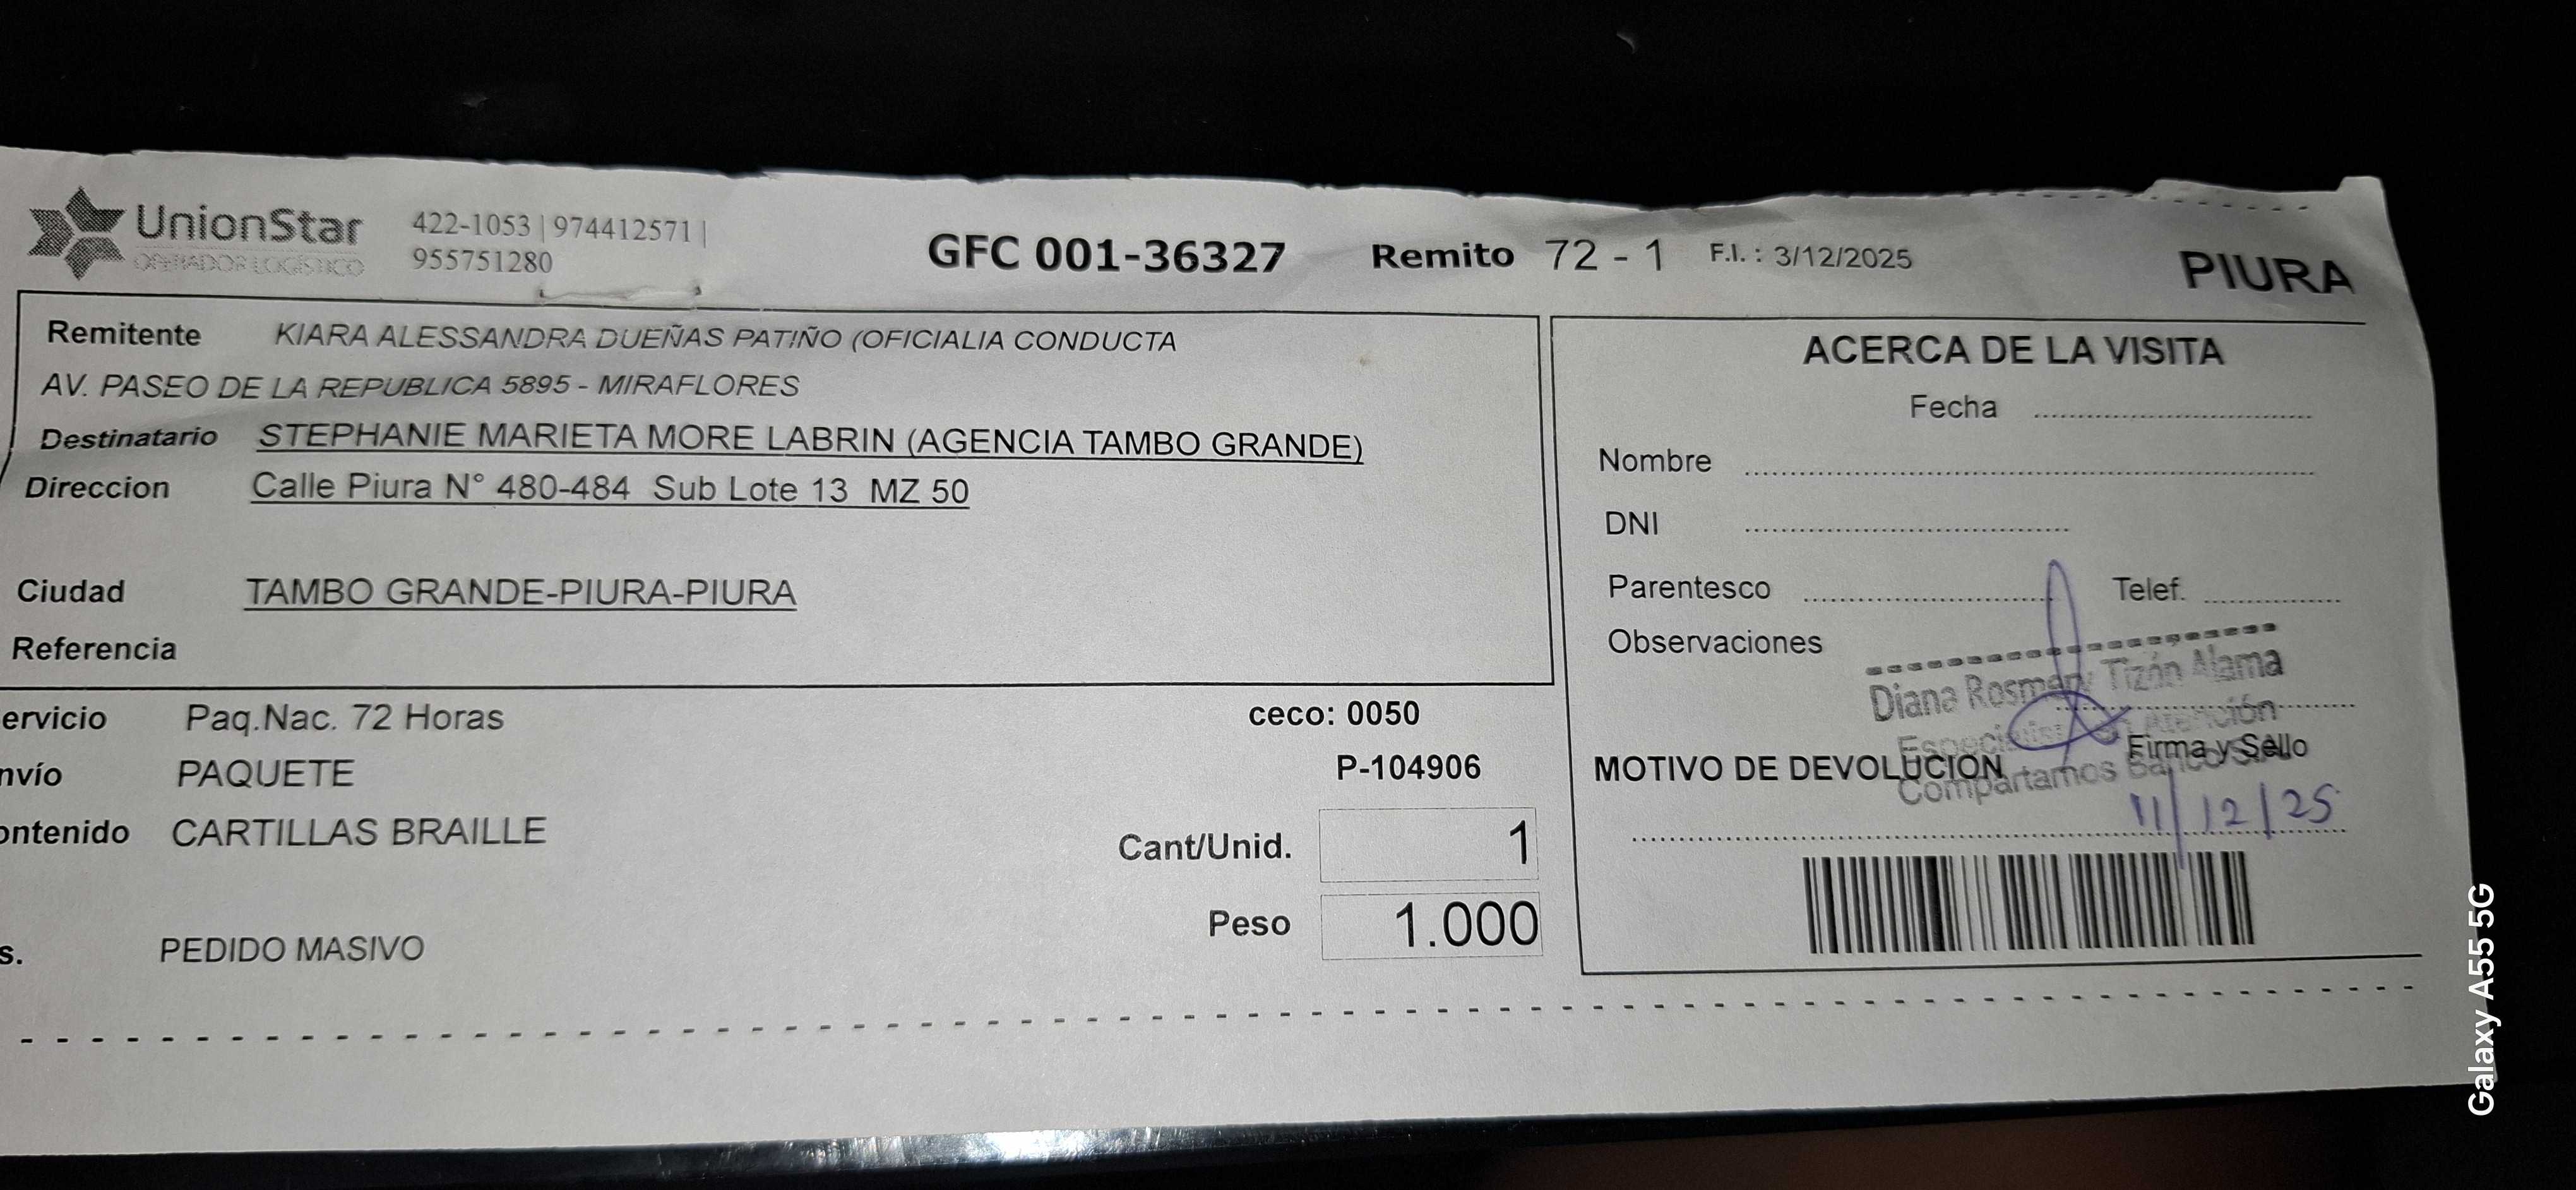 UnionStar
OPERADOR LOGÍSTICO
422-1053 | 974412571 |
955751280
GFC 001-36327 Remito 72 - 1 F.I. : 3/12/2025
PIURA
Remitente KIARA ALESSANDRA DUEÑAS PATIÑO (OFICIALIA CONDUCTA
AV. PASEO DE LA REPUBLICA 5895 - MIRAFLORES
Destinatario STEPHANIE MARIETA MORE LABRIN (AGENCIA TAMBO GRANDE)
Direccion Calle Piura N° 480-484 Sub Lote 13 MZ 50
Ciudad TAMBO GRANDE-PIURA-PIURA
Referencia
ervicio Paq.Nac. 72 Horas
ceco: 0050
nvío PAQUETE
P-104906
ontenido CARTILLAS BRAILLE
Cant/Unid. 1
Peso 1.000
s. PEDIDO MASIVO
ACERCA DE LA VISITA
Fecha
Nombre
DNI
Parentesco Telef.
Observaciones
Diana Rosmery Tizón Alama
Atención
Firma y Sello
MOTIVO DE DEVOLUCION
Compartamos Banco S.A.
11/12/25
Galaxy A55 5G